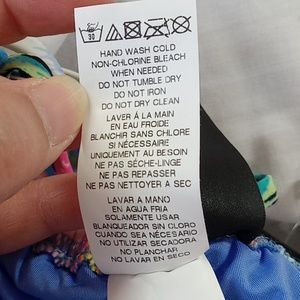 30
HAND WASH COLD
NON-CHLORINE BLEACH
WHEN NEEDED
DO NOT TUMBLE DRY
DO NOT IRON
DO NOT DRY CLEAN
LAVER À LA MAIN
EN EAU FROIDE
BLANCHIR SANS CHLORE
SI NÉCESSAIRE
UNIQUEMENT AU BESOIN
NE PAS SÈCHE-LINGE
NE PAS REPASSER
NE PAS NETTOYER A SEC
LAVAR A MANO
EN AGUA FRIA
SOLAMENTE USAR
BLANQUEADOR SIN CLORO
CUANDO SEA NÉCESARIO
NO UTILIZAR SECADORA
NO PLANCHAR
NO LAVAR EN SECO